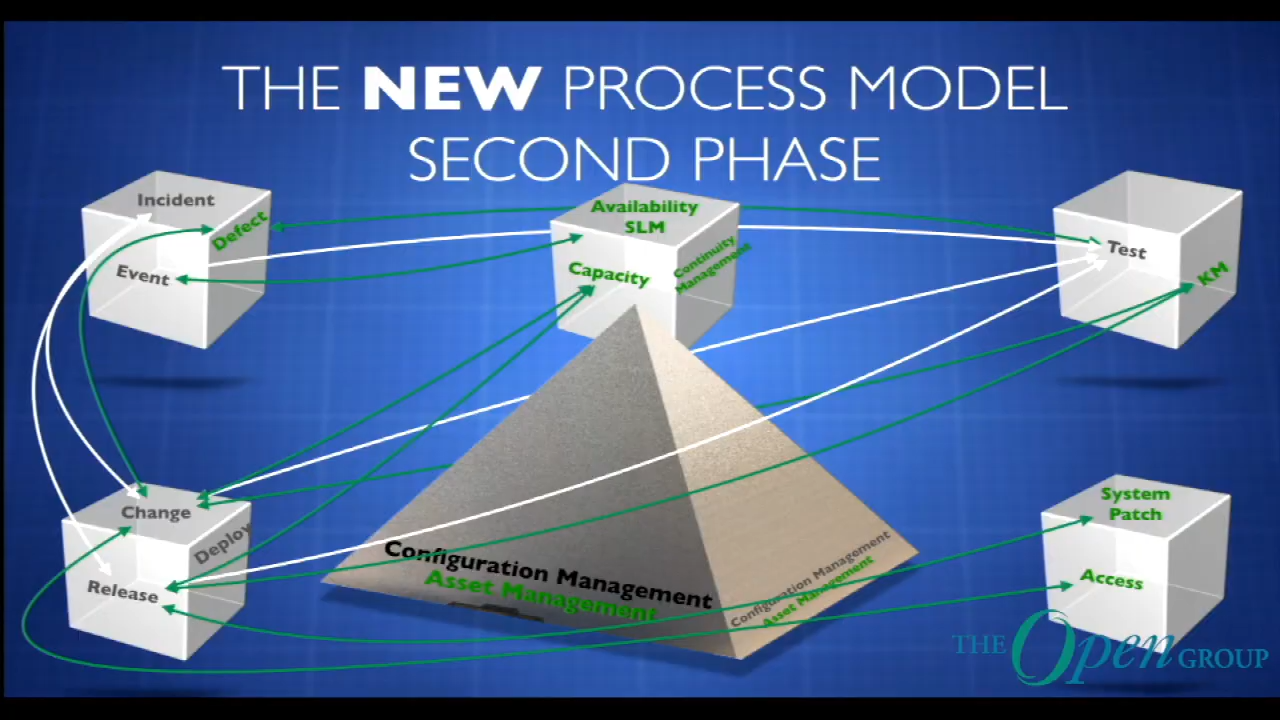 THE NEW PROCESS MODEL
SECOND PHASE
Incident
Defect
Event
Availability
SLM
Capacity
Continuity
Management
Test
KM
Change
Deploy
Release
Configuration Management
Asset Management
Configuration Management
Asset Management
System
Patch
Access
THE Open GROUP